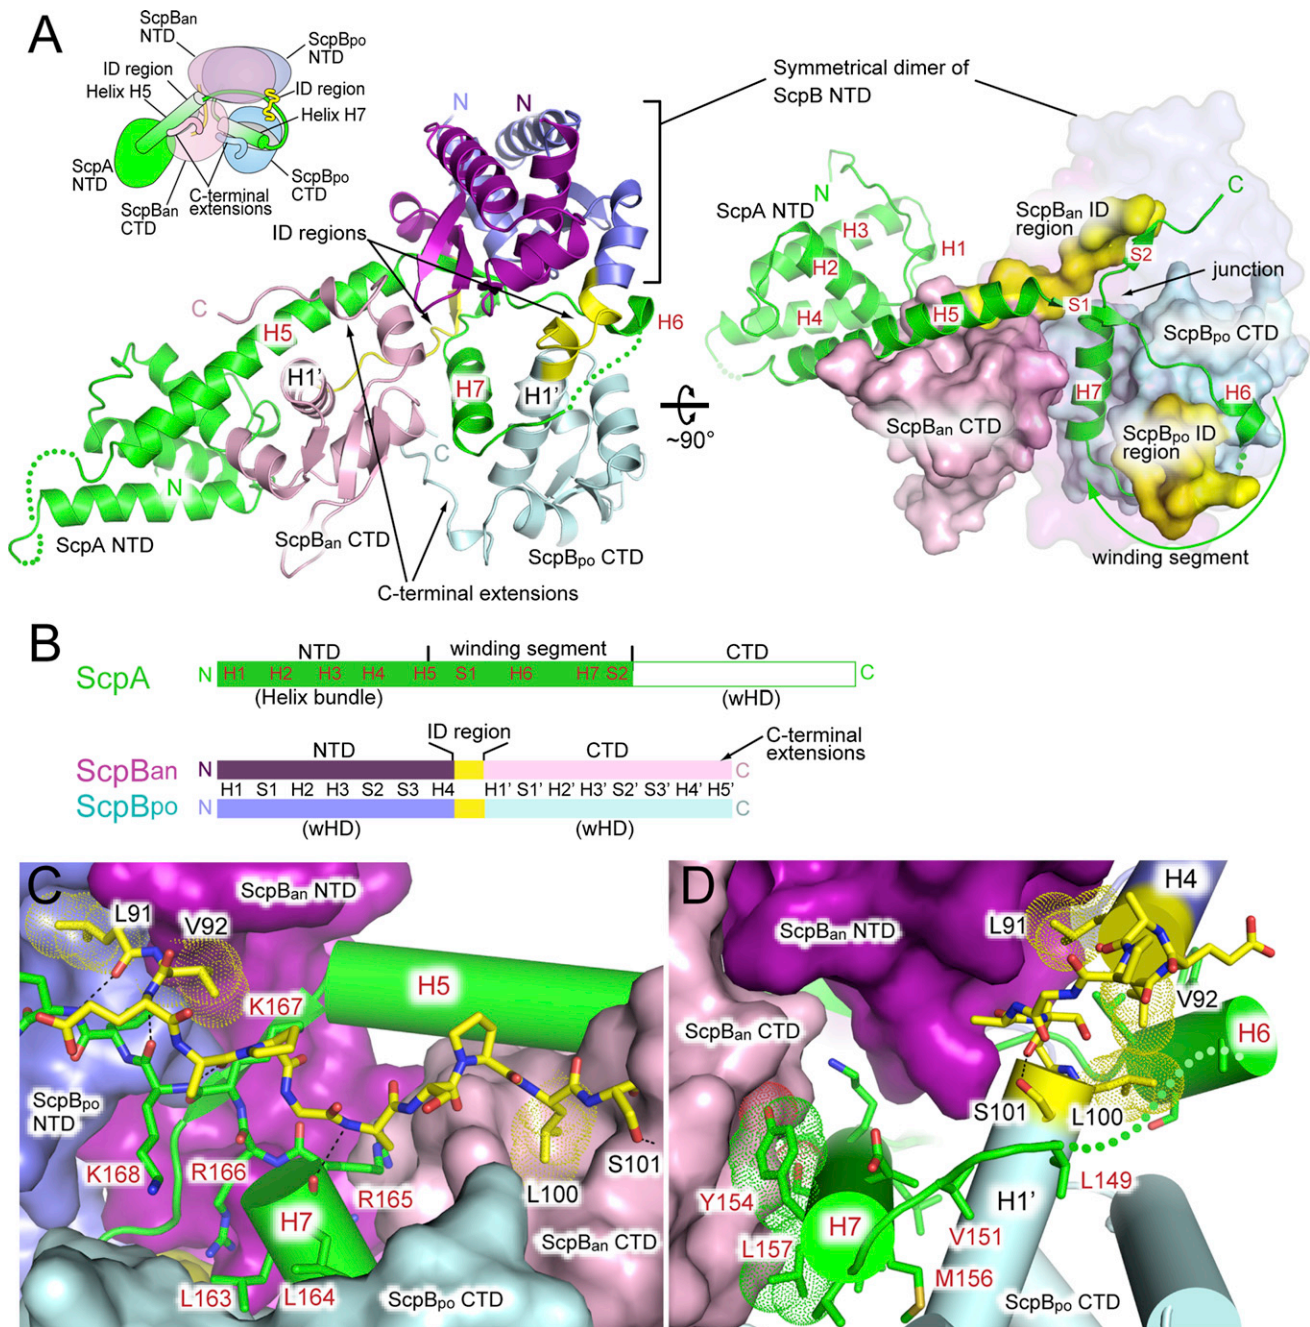 A
ScpBan
NTD
ScpBpo
NTD
ID region
Helix H5
ID region
Helix H7
ScpA
NTD
ScpBan
CTD
C-terminal
extensions
ScpBpo
CTD
N
N
Symmetrical dimer of
ScpB NTD
ID regions
C
H5
H1'
H7
H1'
H6
N
C
ScpA NTD
ScpBan CTD
ScpBpo CTD
C-terminal extensions
~90°
ScpA NTD
N
H3
H1
H2
H4
H5
ScpBan ID
region
C
S2
junction
S1
ScpBpo CTD
H7
H6
ScpBan CTD
ScpBpo ID
region
winding segment
B
NTD
winding segment
CTD
ScpA
N
H1 H2 H3 H4 H5 S1 H6 H7 S2
C
(Helix bundle)
(wHD)
ID region
NTD
CTD
C-terminal
extensions
ScpBan
N
C
H1 S1 H2 H3 S2 S3 H4 H1' S1' H2' H3' S2' S3' H4' H5'
ScpBpo
N
C
(wHD)
(wHD)
C
ScpBan NTD
L91
V92
K167
H5
ScpBpo
NTD
K168
R166
R165
H7
L100
S101
ScpBan CTD
L163
L164
ScpBpo CTD
D
H4
ScpBan NTD
L91
V92
ScpBan
CTD
H6
S101
L100
Y154
H7
H1'
L149
L157
V151
M156
ScpBpo CTD